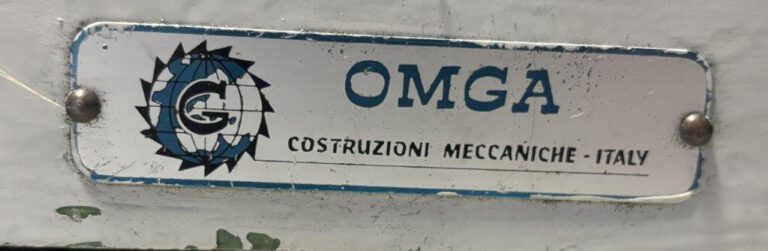 G
OMGA
COSTRUZIONI MECCANICHE - ITALY